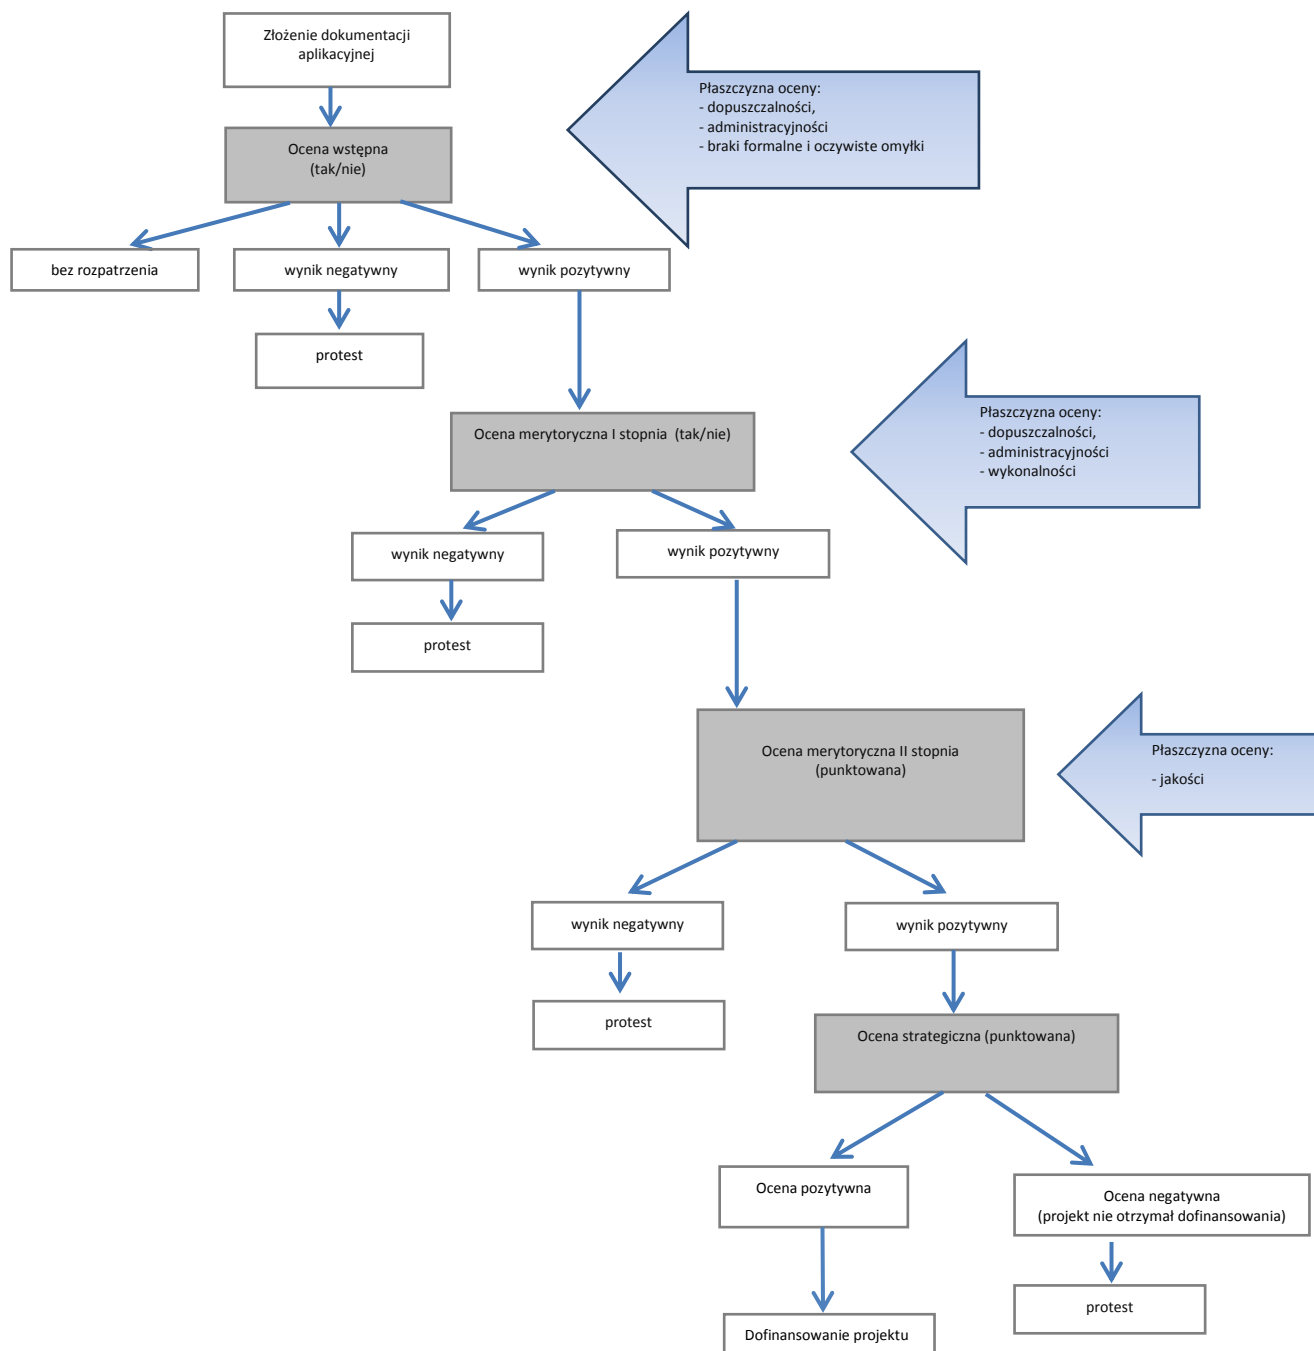 Złożenie dokumentacji
aplikacyjnej
Płaszczyzna oceny:
- dopuszczalności,
- administracyjności
- braki formalne i oczywiste omyłki
Ocena wstępna
(tak/nie)
bez rozpatrzenia
wynik negatywny
wynik pozytywny
protest
Płaszczyzna oceny:
- dopuszczalności,
- administracyjności
- wykonalności
Ocena merytoryczna I stopnia (tak/nie)
wynik negatywny
wynik pozytywny
protest
Ocena merytoryczna II stopnia
(punktowana)
Płaszczyzna oceny:
- jakości
wynik negatywny
wynik pozytywny
protest
Ocena strategiczna (punktowana)
Ocena pozytywna
Ocena negatywna
(projekt nie otrzymał dofinansowania)
protest
Dofinansowanie projektu